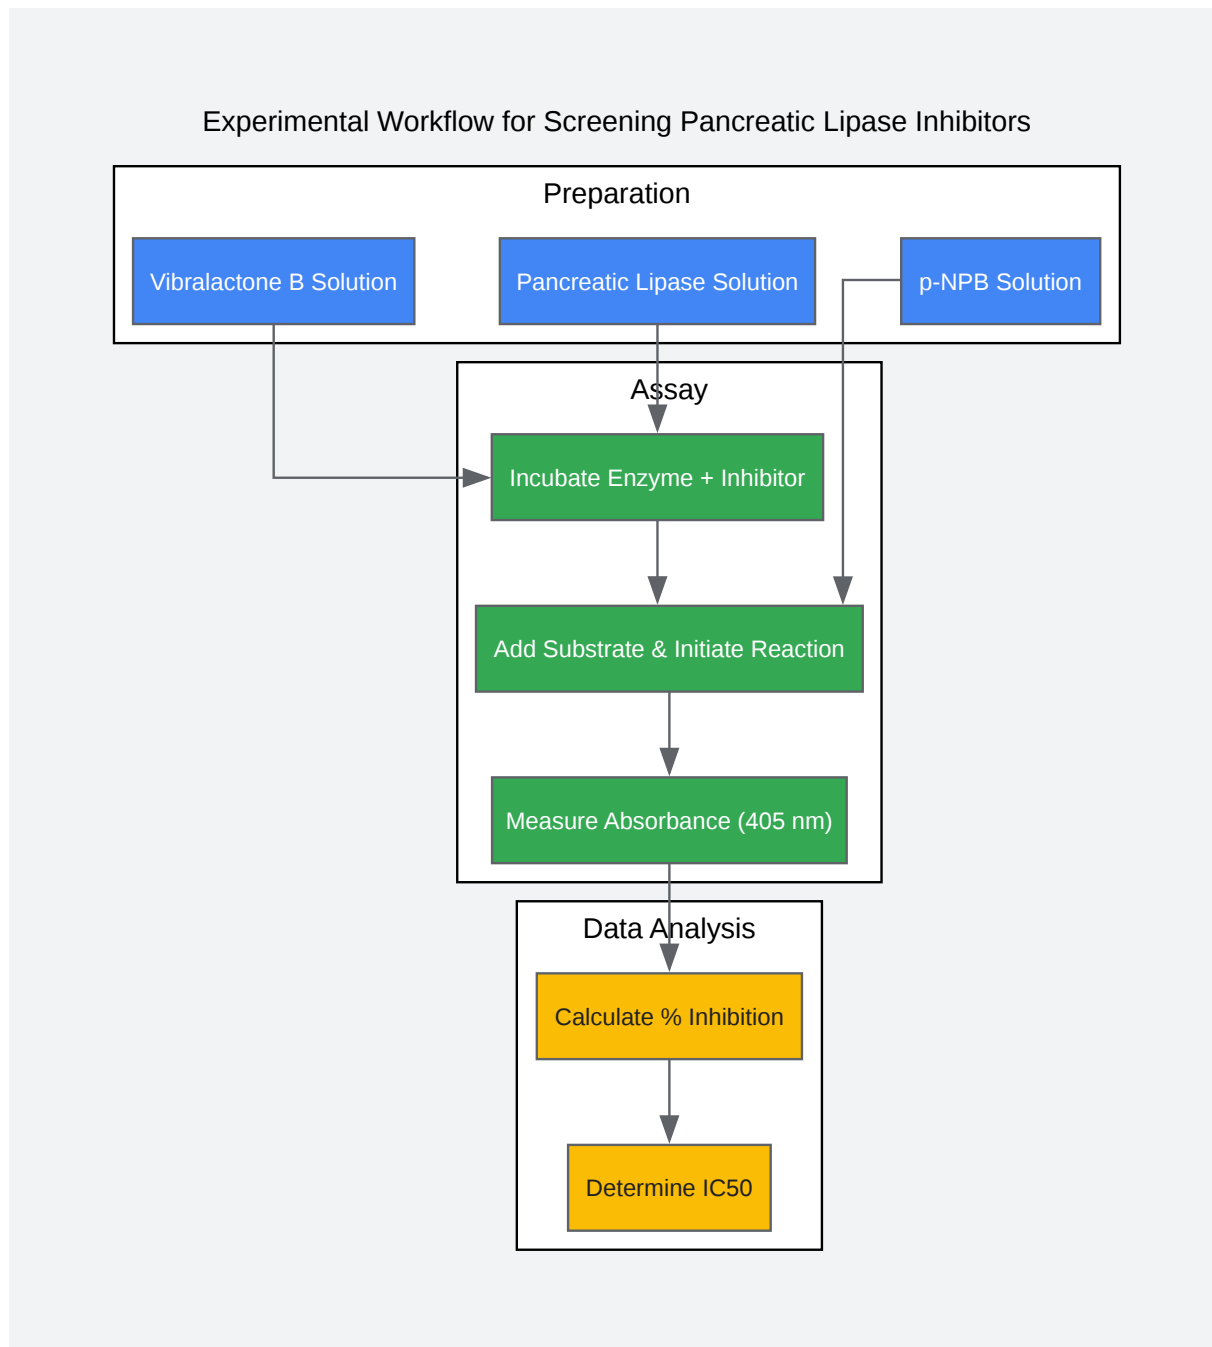 Experimental Workflow for Screening Pancreatic Lipase Inhibitors
Preparation
Vibralactone B Solution
Pancreatic Lipase Solution
p-NPB Solution
Assay
Incubate Enzyme + Inhibitor
Add Substrate & Initiate Reaction
Measure Absorbance (405 nm)
Data Analysis
Calculate % Inhibition
Determine IC50